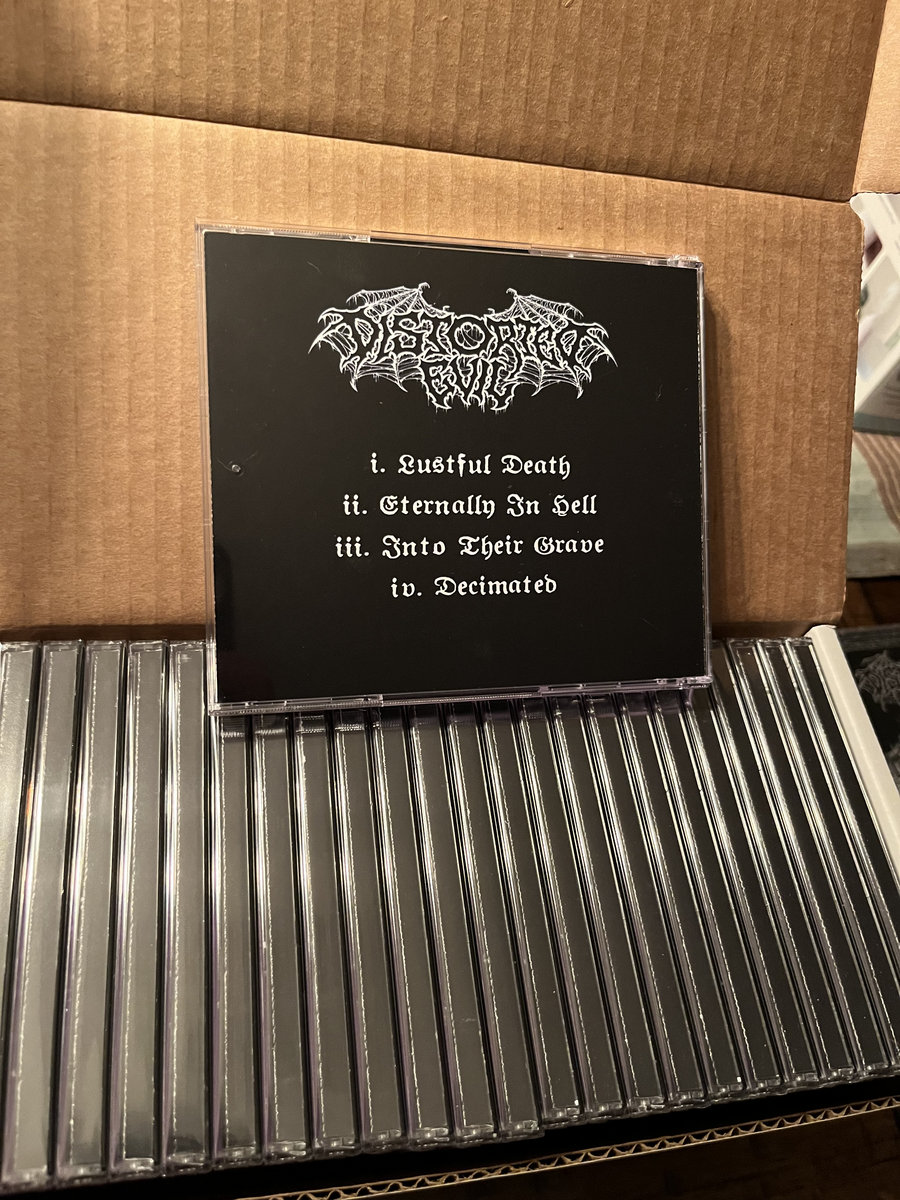 DISTORTED
EVIL
i. Lustful Death
ii. Eternally In Hell
iii. Into Their Grave
iv. Decimated